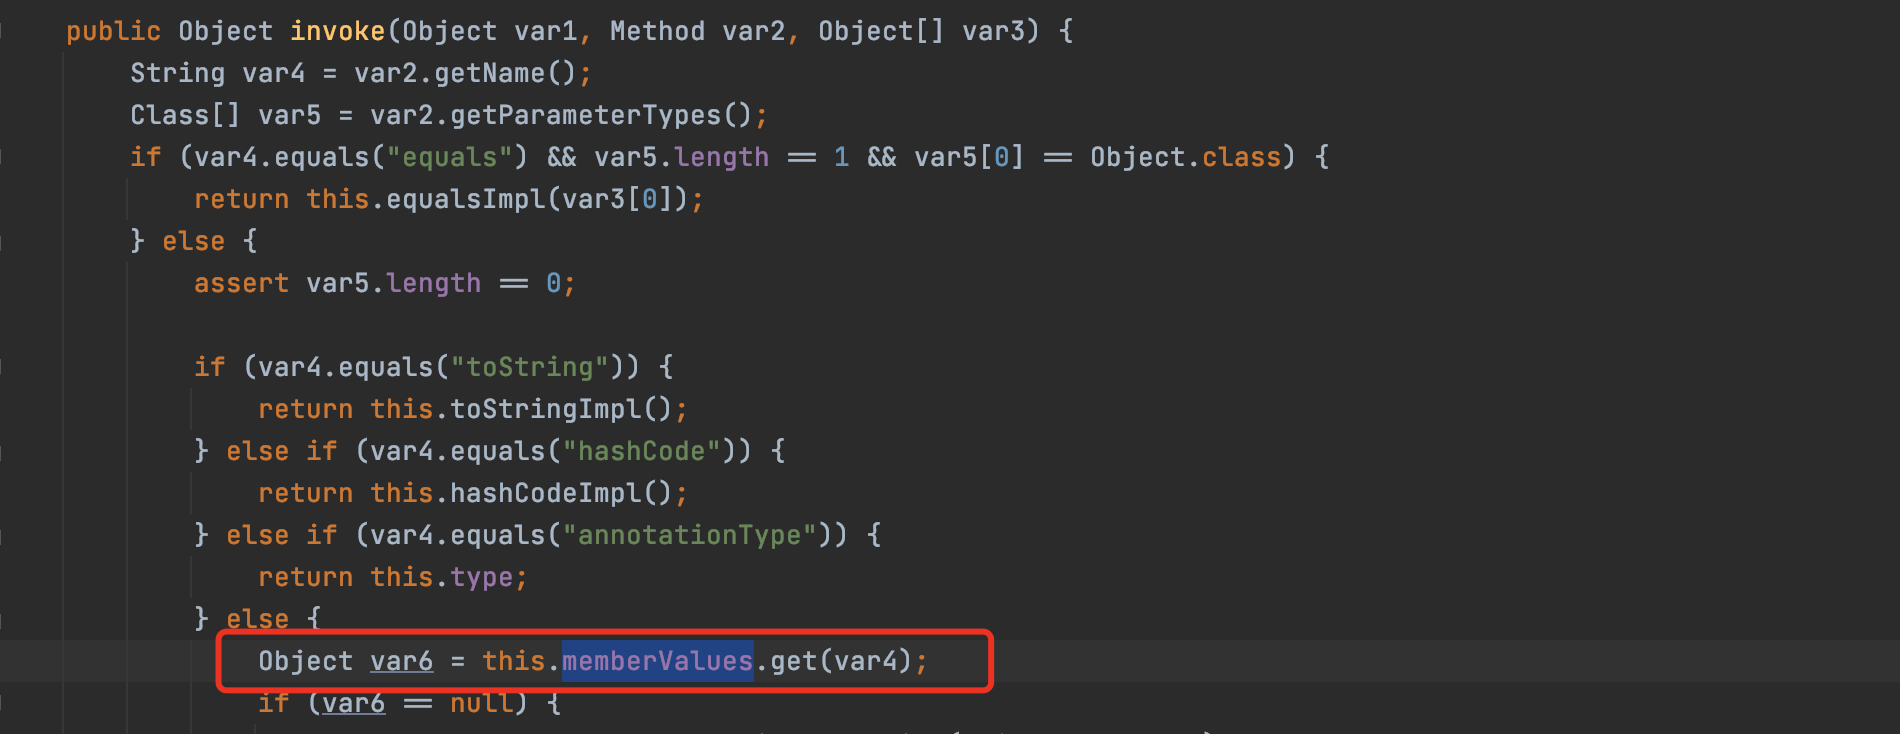 public Object invoke(Object var1, Method var2, Object[] var3) {
    String var4 = var2.getName();
    Class[] var5 = var2.getParameterTypes();
    if (var4.equals("equals") && var5.length == 1 && var5[0] == Object.class) {
        return this.equalsImpl(var3[0]);
    } else {
        assert var5.length == 0;

        if (var4.equals("toString")) {
            return this.toStringImpl();
        } else if (var4.equals("hashCode")) {
            return this.hashCodeImpl();
        } else if (var4.equals("annotationType")) {
            return this.type;
        } else {
            Object var6 = this.memberValues.get(var4);
            if (var6 == null) {